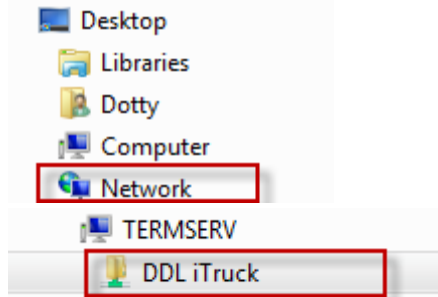 Desktop
Libraries
Dotty
Computer
Network
TERMSERV
DDL iTruck